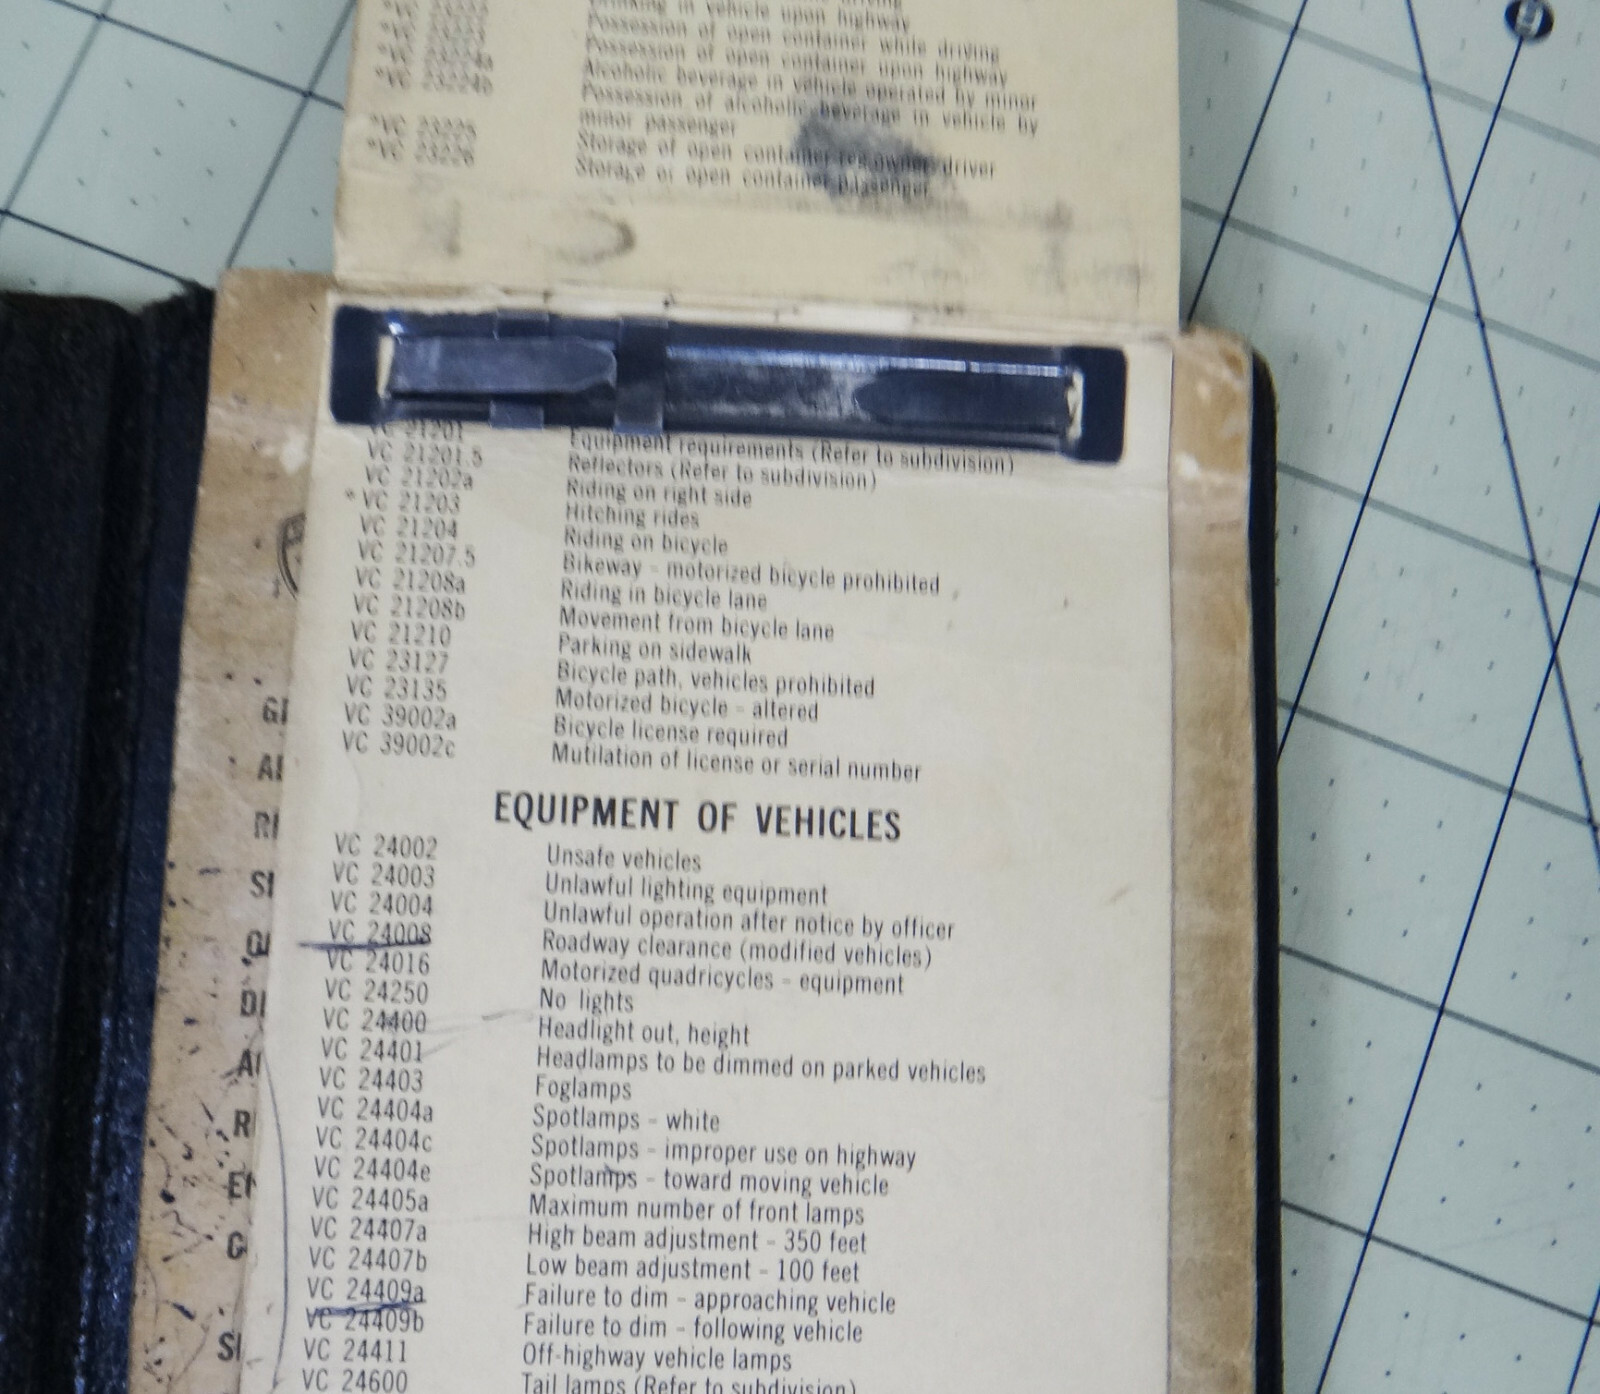 Drinking in vehicle upon highway
Possession of open container while driving
Possession of open container upon highway
Alcoholic beverage in vehicle operated by minor
*VC 23224b Possession of alcoholic beverage in vehicle by
minor passenger
*VC 23225 Storage of open container-reg. owner driver
*VC 23226 Storage of open container passenger
VC 21201 Equipment requirements (Refer to subdivision)
VC 21201.5 Reflectors (Refer to subdivision)
VC 21202a Riding on right side
* VC 21203 Hitching rides
VC 21204 Riding on bicycle
VC 21207.5 Bikeway - motorized bicycle prohibited
VC 21208a Riding in bicycle lane
VC 21208b Movement from bicycle lane
VC 21210 Parking on sidewalk
VC 23127 Bicycle path, vehicles prohibited
VC 23135 Motorized bicycle - altered
VC 39002a Bicycle license required
VC 39002c Mutilation of license or serial number
EQUIPMENT OF VEHICLES
VC 24002 Unsafe vehicles
VC 24003 Unlawful lighting equipment
VC 24004 Unlawful operation after notice by officer
VC 24008 Roadway clearance (modified vehicles)
VC 24016 Motorized quadricycles - equipment
VC 24250 No lights
VC 24400 Headlight out, height
VC 24401 Headlamps to be dimmed on parked vehicles
VC 24403 Foglamps
VC 24404a Spotlamps - white
VC 24404c Spotlamps - improper use on highway
VC 24404e Spotlamps - toward moving vehicle
VC 24405a Maximum number of front lamps
VC 24407a High beam adjustment - 350 feet
VC 24407b Low beam adjustment - 100 feet
VC 24409a Failure to dim - approaching vehicle
VC 24409b Failure to dim - following vehicle
VC 24411 Off-highway vehicle lamps
VC 24600 Tail lamps (Refer to subdivision)